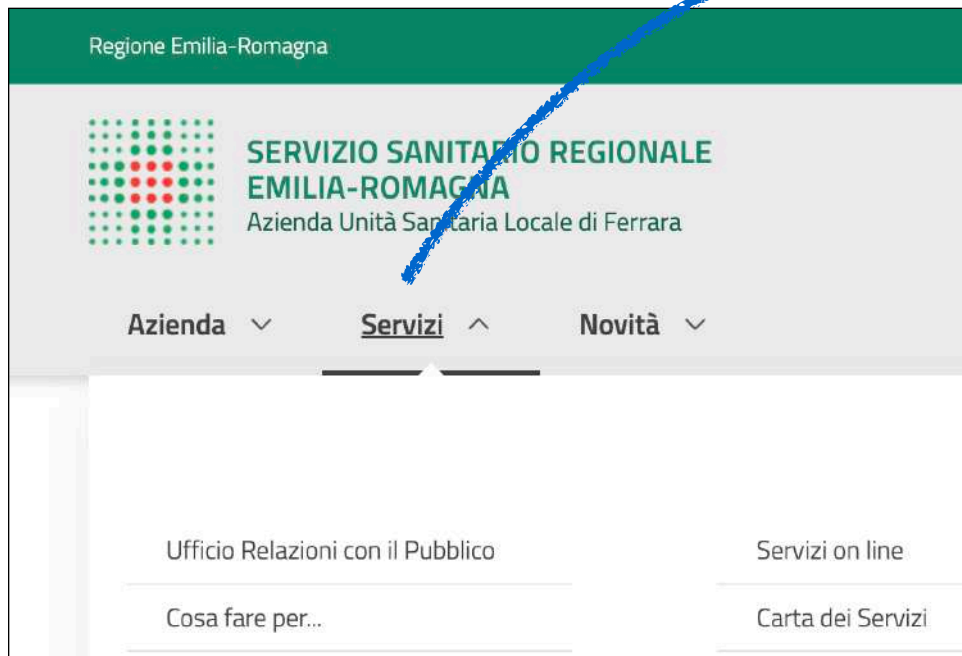 Regione Emilia-Romagna
SERVIZIO SANITARIO REGIONALE
EMILIA-ROMAGNA
Azienda Unità Sanitaria Locale di Ferrara
Azienda Servizi Novità
Ufficio Relazioni con il Pubblico Servizi on line
Cosa fare per... Carta dei Servizi